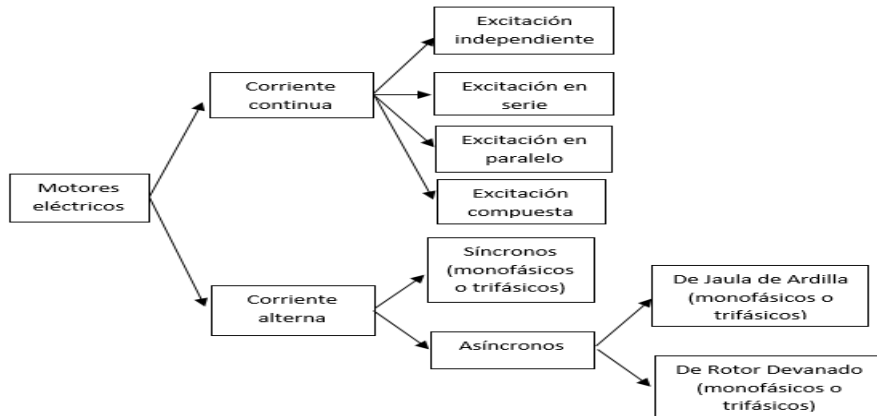 Motores
eléctricos
Corriente
continua
Excitación
independiente
Excitación en
serie
Excitación en
paralelo
Excitación
compuesta
Corriente
alterna
Síncronos
(monofásicos
o trifásicos)
Asíncronos
De Jaula de Ardilla
(monofásicos o
trifásicos)
De Rotor Devanado
(monofásicos o
trifásicos)